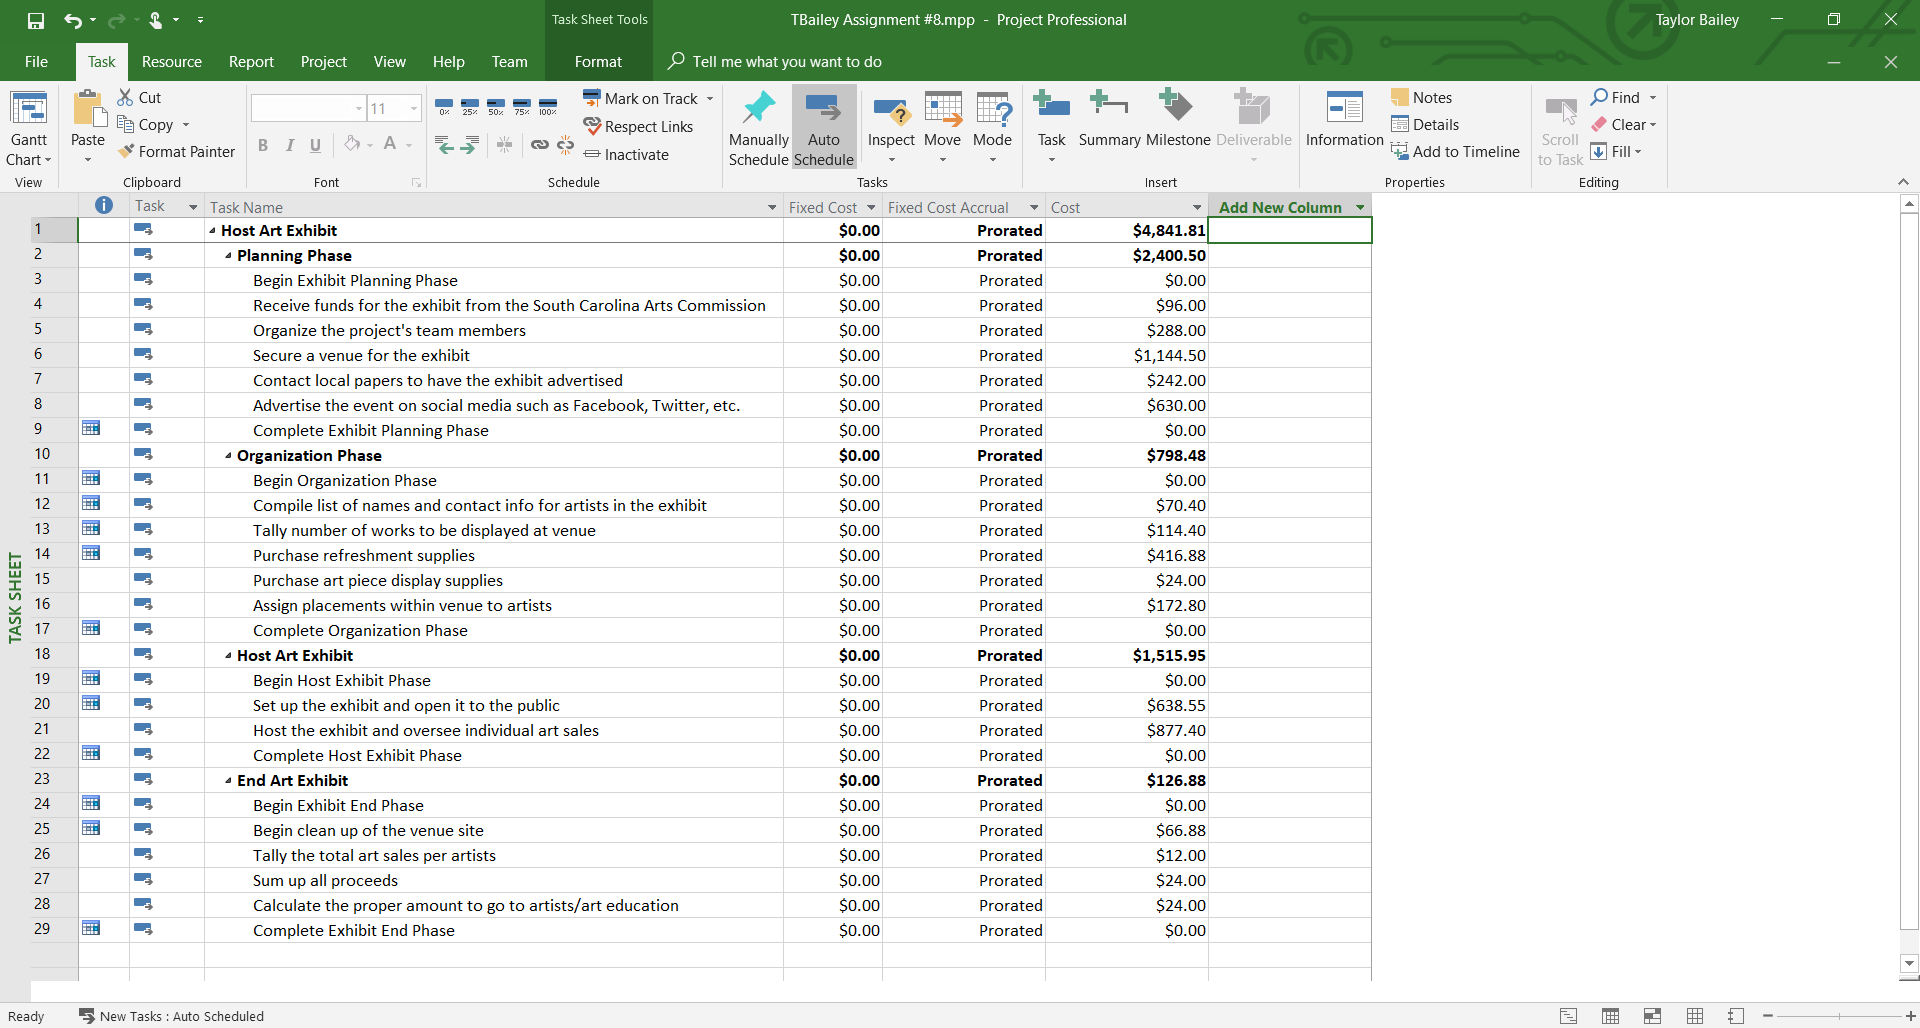 Task Sheet Tools
TBailey Assignment #8.mpp - Project Professional
Taylor Bailey
File Task Resource Report Project View Help Team Format Tell me what you want to do
Gantt Chart
View
Paste
Cut
Copy
Format Painter
Clipboard
11
B I U A
Font
0% 25% 50% 75% 100%
Mark on Track
Respect Links
Inactivate
Schedule
Manually Schedule
Auto Schedule
Inspect
Move
Mode
Tasks
Task
Summary
Milestone
Deliverable
Insert
Information
Notes
Details
Add to Timeline
Properties
Scroll to Task
Find
Clear
Fill
Editing
Task Task Name Fixed Cost Fixed Cost Accrual Cost Add New Column
1 Host Art Exhibit $0.00 Prorated $4,841.81
2 Planning Phase $0.00 Prorated $2,400.50
3 Begin Exhibit Planning Phase $0.00 Prorated $0.00
4 Receive funds for the exhibit from the South Carolina Arts Commission $0.00 Prorated $96.00
5 Organize the project's team members $0.00 Prorated $288.00
6 Secure a venue for the exhibit $0.00 Prorated $1,144.50
7 Contact local papers to have the exhibit advertised $0.00 Prorated $242.00
8 Advertise the event on social media such as Facebook, Twitter, etc. $0.00 Prorated $630.00
9 Complete Exhibit Planning Phase $0.00 Prorated $0.00
10 Organization Phase $0.00 Prorated $798.48
11 Begin Organization Phase $0.00 Prorated $0.00
12 Compile list of names and contact info for artists in the exhibit $0.00 Prorated $70.40
13 Tally number of works to be displayed at venue $0.00 Prorated $114.40
14 Purchase refreshment supplies $0.00 Prorated $416.88
15 Purchase art piece display supplies $0.00 Prorated $24.00
16 Assign placements within venue to artists $0.00 Prorated $172.80
17 Complete Organization Phase $0.00 Prorated $0.00
18 Host Art Exhibit $0.00 Prorated $1,515.95
19 Begin Host Exhibit Phase $0.00 Prorated $0.00
20 Set up the exhibit and open it to the public $0.00 Prorated $638.55
21 Host the exhibit and oversee individual art sales $0.00 Prorated $877.40
22 Complete Host Exhibit Phase $0.00 Prorated $0.00
23 End Art Exhibit $0.00 Prorated $126.88
24 Begin Exhibit End Phase $0.00 Prorated $0.00
25 Begin clean up of the venue site $0.00 Prorated $66.88
26 Tally the total art sales per artists $0.00 Prorated $12.00
27 Sum up all proceeds $0.00 Prorated $24.00
28 Calculate the proper amount to go to artists/art education $0.00 Prorated $24.00
29 Complete Exhibit End Phase $0.00 Prorated $0.00
TASK SHEET
Ready New Tasks : Auto Scheduled